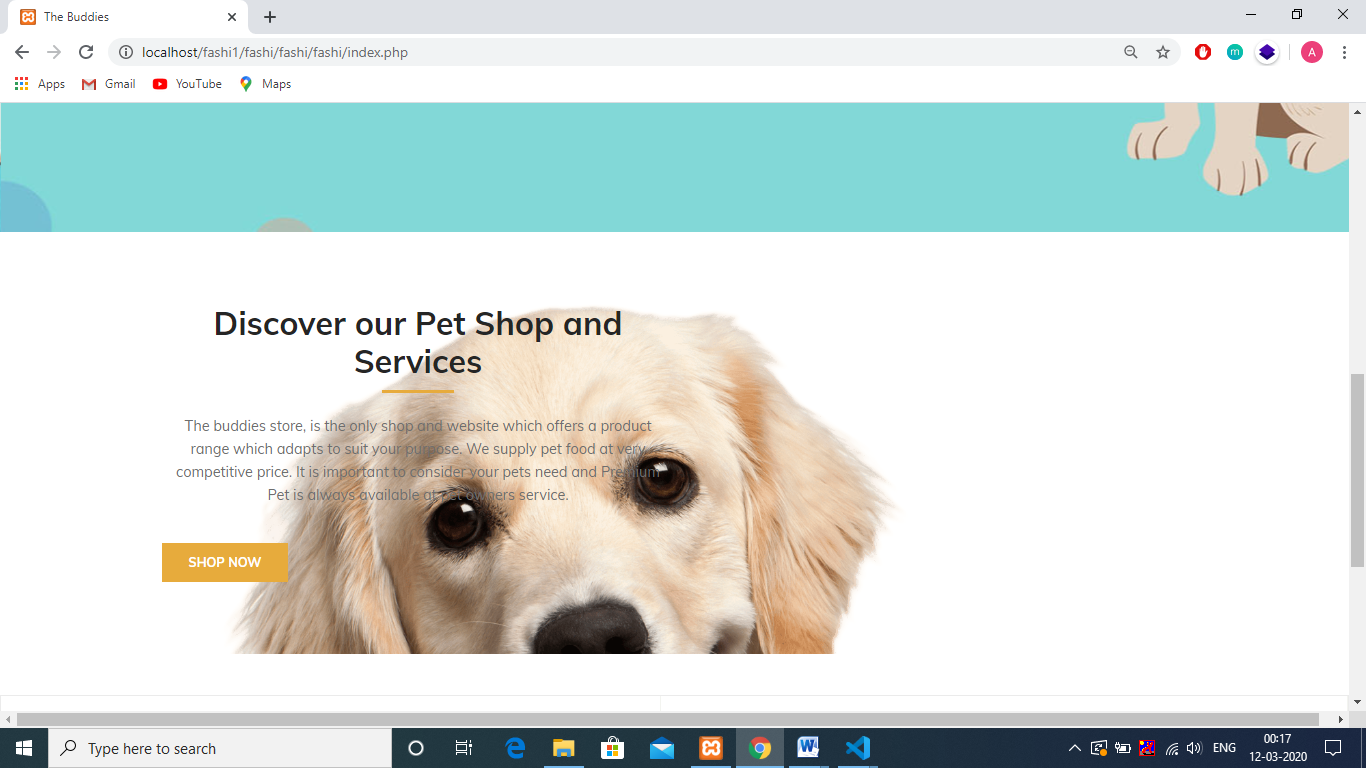 The Buddies
localhost/fashi1/fashi/fashi/fashi/index.php
A
Apps Gmail YouTube Maps
Discover our Pet Shop and
Services
The buddies store, is the only shop and website which offers a product
range which adapts to suit your purpose. We supply pet food at very
competitive price. It is important to consider your pets need and Premium
Pet is always available at pet owners service.
SHOP NOW
Type here to search
ENG
00:17
12-03-2020